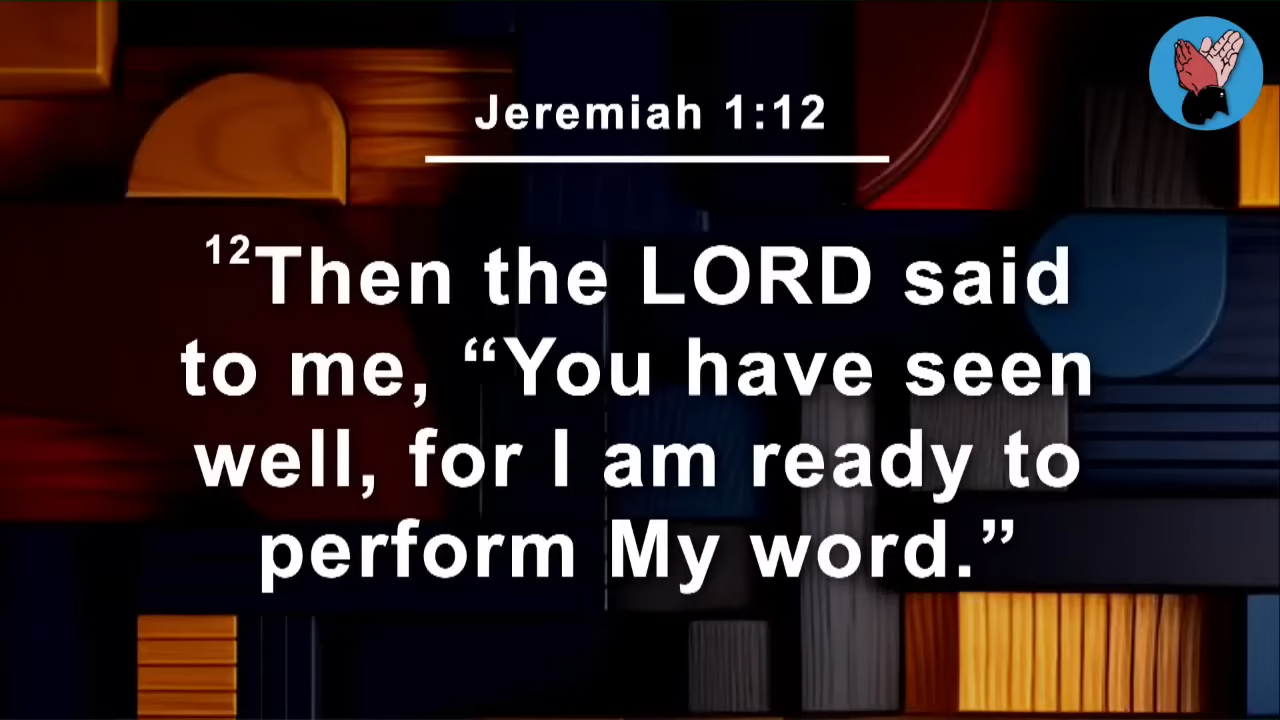 Jeremiah 1:12
12Then the LORD said
to me, “You have seen
well, for I am ready to
perform My word.”